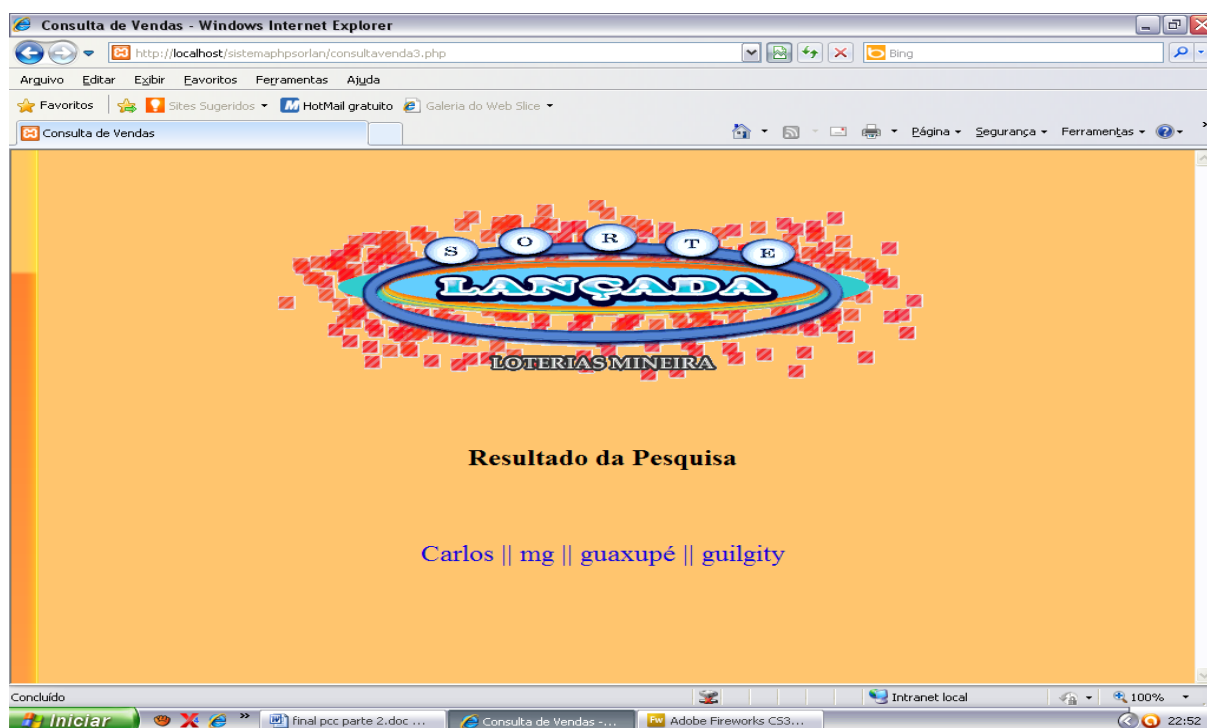 Consulta de Vendas - Windows Internet Explorer
http://localhost/sistemaphpsorlan/consultavenda3.php
Bing
Arquivo Editar Exibir Favoritos Ferramentas Ajuda
Favoritos Sites Sugeridos HotMail gratuito Galeria do Web Slice
Consulta de Vendas
Página Segurança Ferramentas
SORTE
LANÇADA
LOTERIAS MINEIRA
Resultado da Pesquisa
Carlos || mg || guaxupé || guilgity
Concluído Intranet local 100%
Iniciar » final pcc parte 2.doc ... Consulta de Vendas -... Adobe Fireworks CS3... 22:52